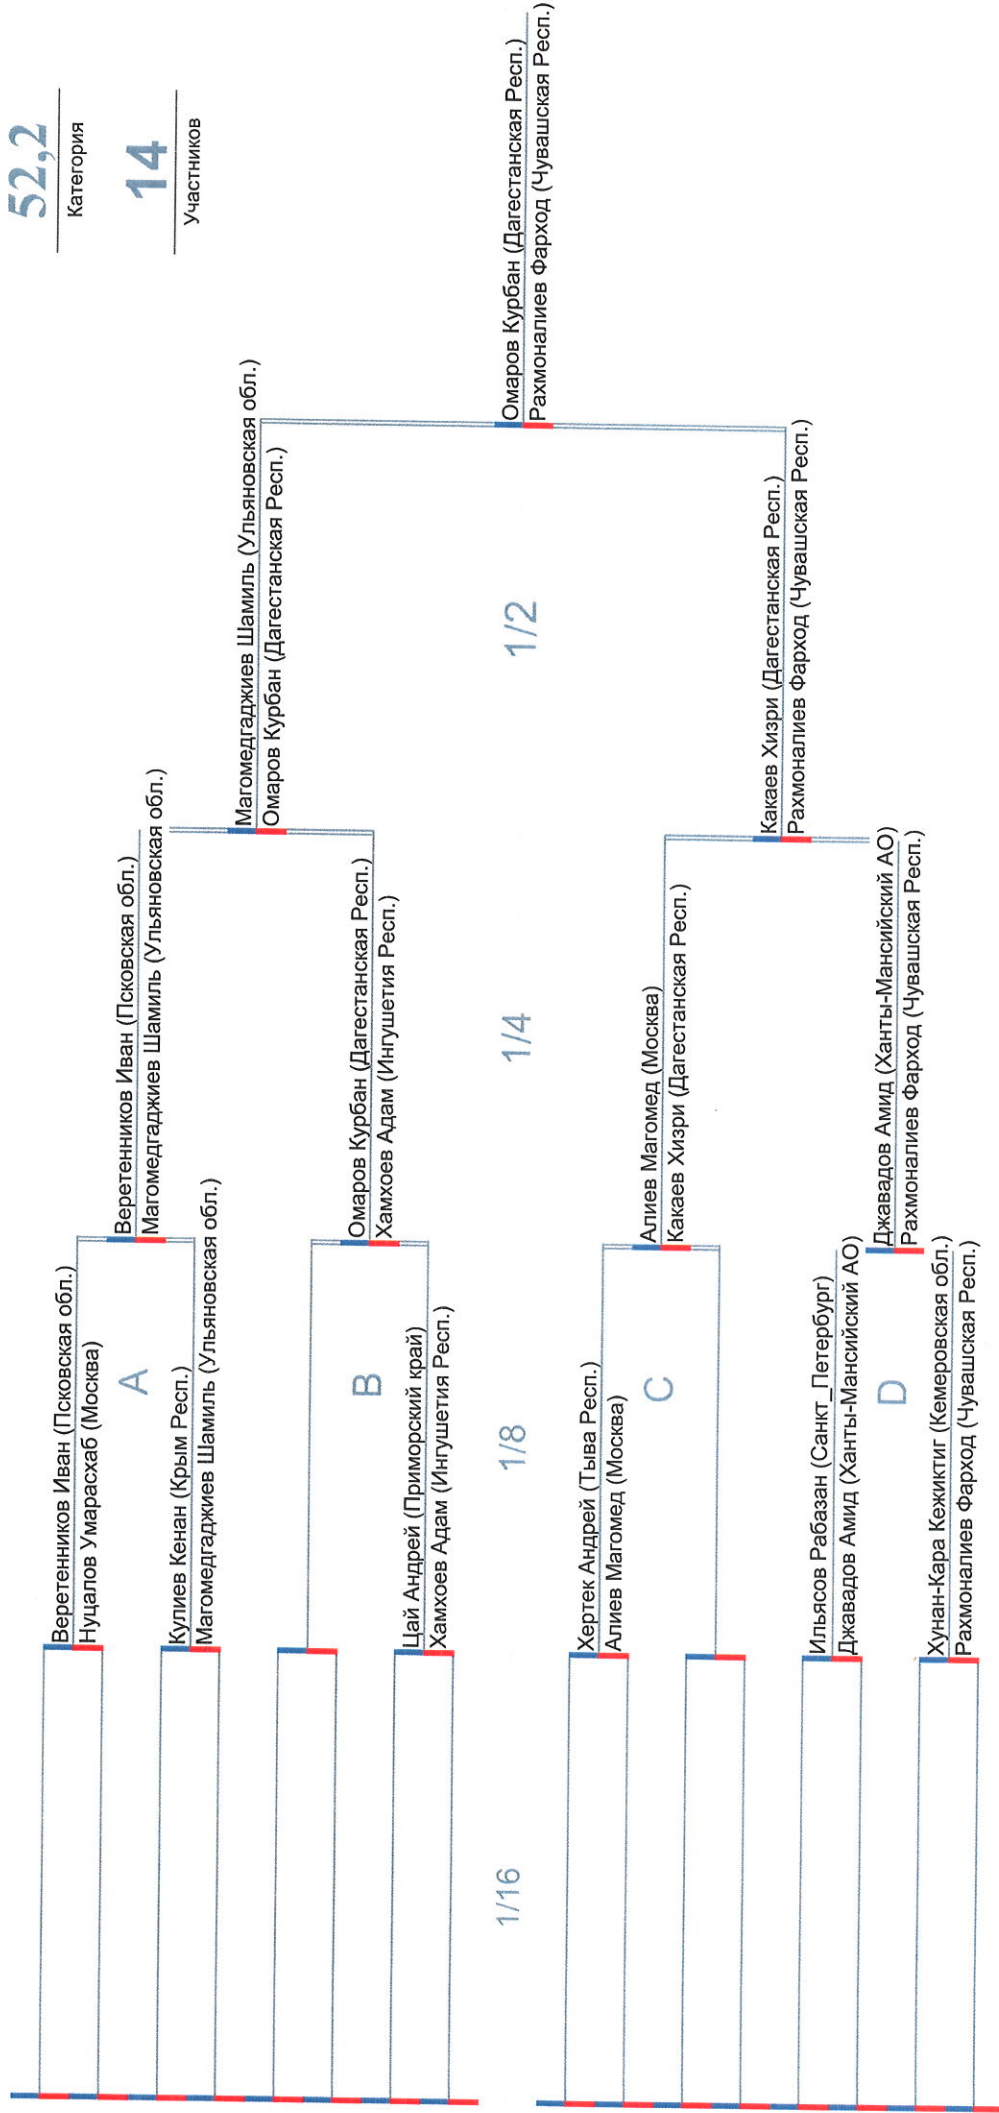 52,2
Категория
14
Участников
Веретенников Иван (Псковская обл.)
Нуцалов Умарасхаб (Москва)
A
Кулиев Кенан (Крым Респ.)
Магомедгаджиев Шамиль (Ульяновская обл.)
B
Цай Андрей (Приморский край)
Хамхоев Адам (Ингушетия Респ.)
Хертек Андрей (Тыва Респ.)
Алиев Магомед (Москва)
C
Ильясов Рабазан (Санкт_Петербург)
Джавадов Амид (Ханты-Мансийский АО)
D
Хунан-Кара Кежиктиг (Кемеровская обл.)
Рахмоналиев Фарход (Чувашская Респ.)
Веретенников Иван (Псковская обл.)
Магомедгаджиев Шамиль (Ульяновская обл.)
Омаров Курбан (Дагестанская Респ.)
Хамхоев Адам (Ингушетия Респ.)
Алиев Магомед (Москва)
Какаев Хизри (Дагестанская Респ.)
Джавадов Амид (Ханты-Мансийский АО)
Рахмоналиев Фарход (Чувашская Респ.)
Магомедгаджиев Шамиль (Ульяновская обл.)
Омаров Курбан (Дагестанская Респ.)
Какаев Хизри (Дагестанская Респ.)
Рахмоналиев Фарход (Чувашская Респ.)
Омаров Курбан (Дагестанская Респ.)
Рахмоналиев Фарход (Чувашская Респ.)
1/16
1/8
1/4
1/2